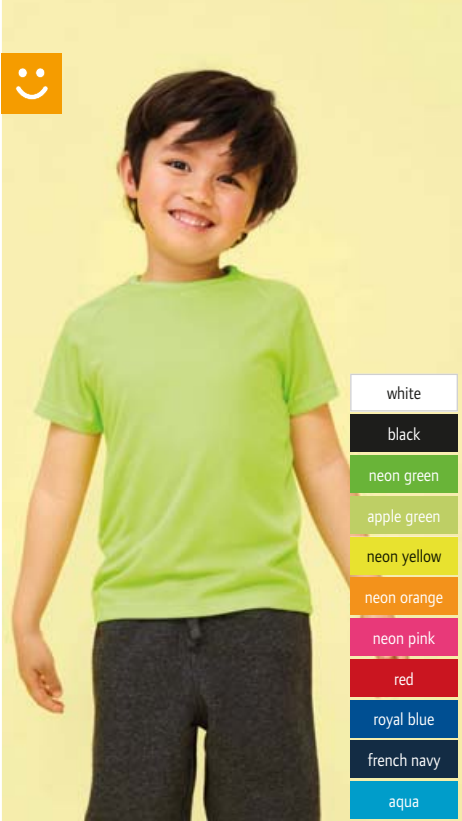 white
black
neon green
apple green
neon yellow
neon orange
neon pink
red
royal blue
french navy
aqua